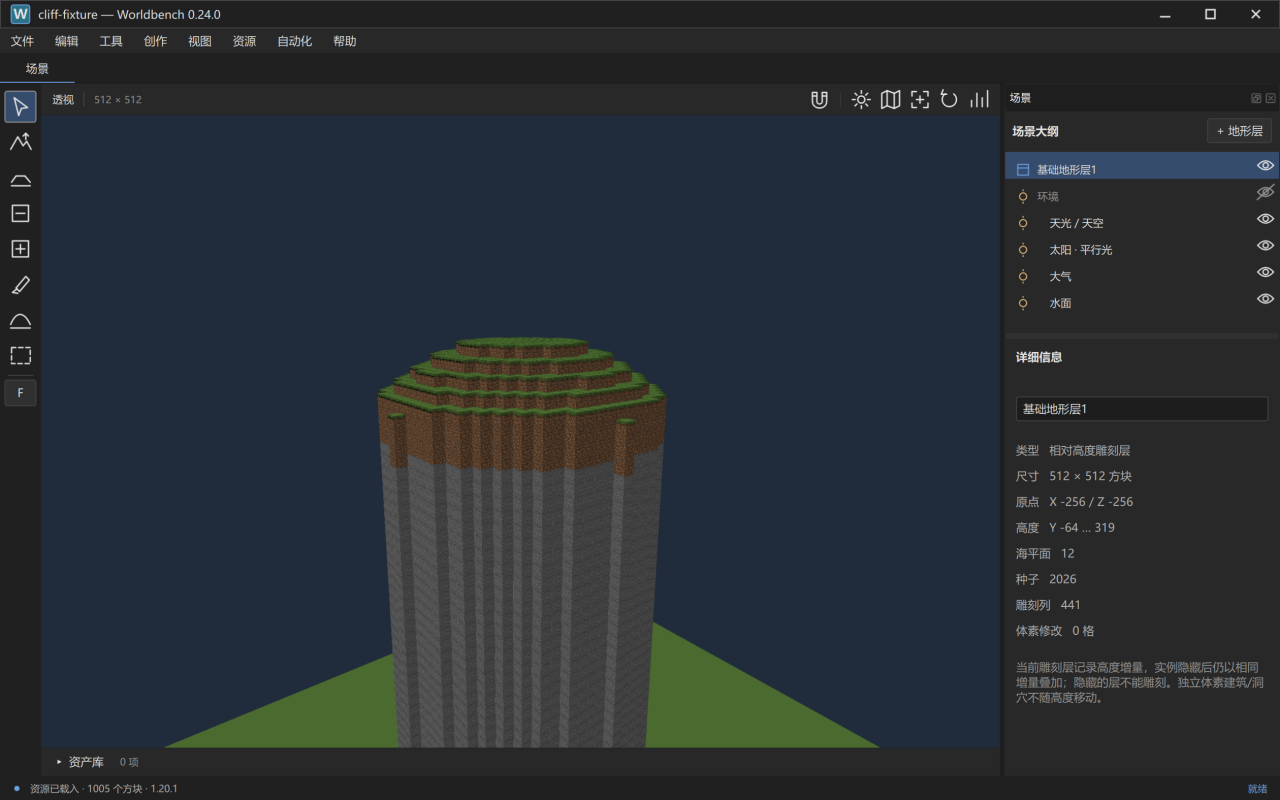 W cliff-fixture — Worldbench 0.24.0
文件 编辑 工具 创作 视图 资源 自动化 帮助
场景
透视 512 × 512
场景
场景大纲 + 地形层
基础地形层1
环境
天光 / 天空
太阳 · 平行光
大气
水面
F
详细信息
基础地形层1
类型 相对高度雕刻层
尺寸 512 × 512 方块
原点 X -256 / Z -256
高度 Y -64 ... 319
海平面 12
种子 2026
雕刻列 441
体素修改 0 格
当前雕刻层记录高度增量，实例隐藏后仍以相同
增量叠加；隐藏的层不能雕刻。独立体素建筑/洞
穴不随高度移动。
资产库 0 项
资源已载入 · 1005 个方块 · 1.20.1 就绪